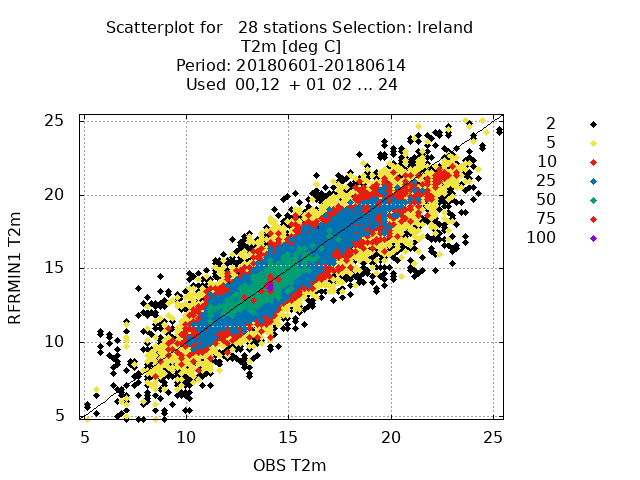 Scatterplot for   28 stations Selection: Ireland
T2m [deg C]
Period: 20180601-20180614
Used  00,12  + 01 02 ... 24
RFRMIN1 T2m
25
20
15
10
5
5 10 15 20 25
OBS T2m
2
5
10
25
50
75
100